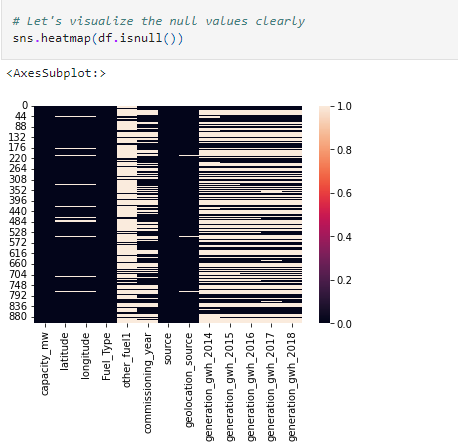 # Let's visualize the null values clearly
sns.heatmap(df.isnull())
<AxesSubplot:>
0
44
88
132
176
220
264
308
352
396
440
484
528
572
616
660
704
748
792
836
880
1.0
0.8
0.6
0.4
0.2
0.0
capacity_mw
latitude
longitude
Fuel_Type
other_fuel1
commissioning_year
source
geolocation_source
generation_gwh_2014
generation_gwh_2015
generation_gwh_2016
generation_gwh_2017
generation_gwh_2018